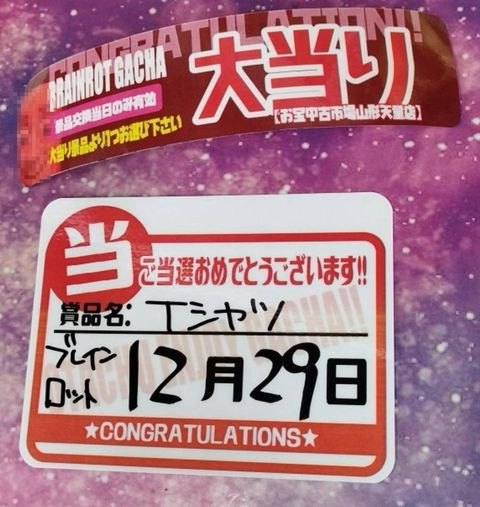 CONGRATULATION!!
BRAINROT GACHA
大当り
景品交換当日のみ有効
大当り景品より1つお選び下さい
【お宝中古市場山形天童店】
当
ご当選おめでとうございます!!
賞品名: Tシャツ
ブレイン
ロット
12月29日
★CONGRATULATIONS★